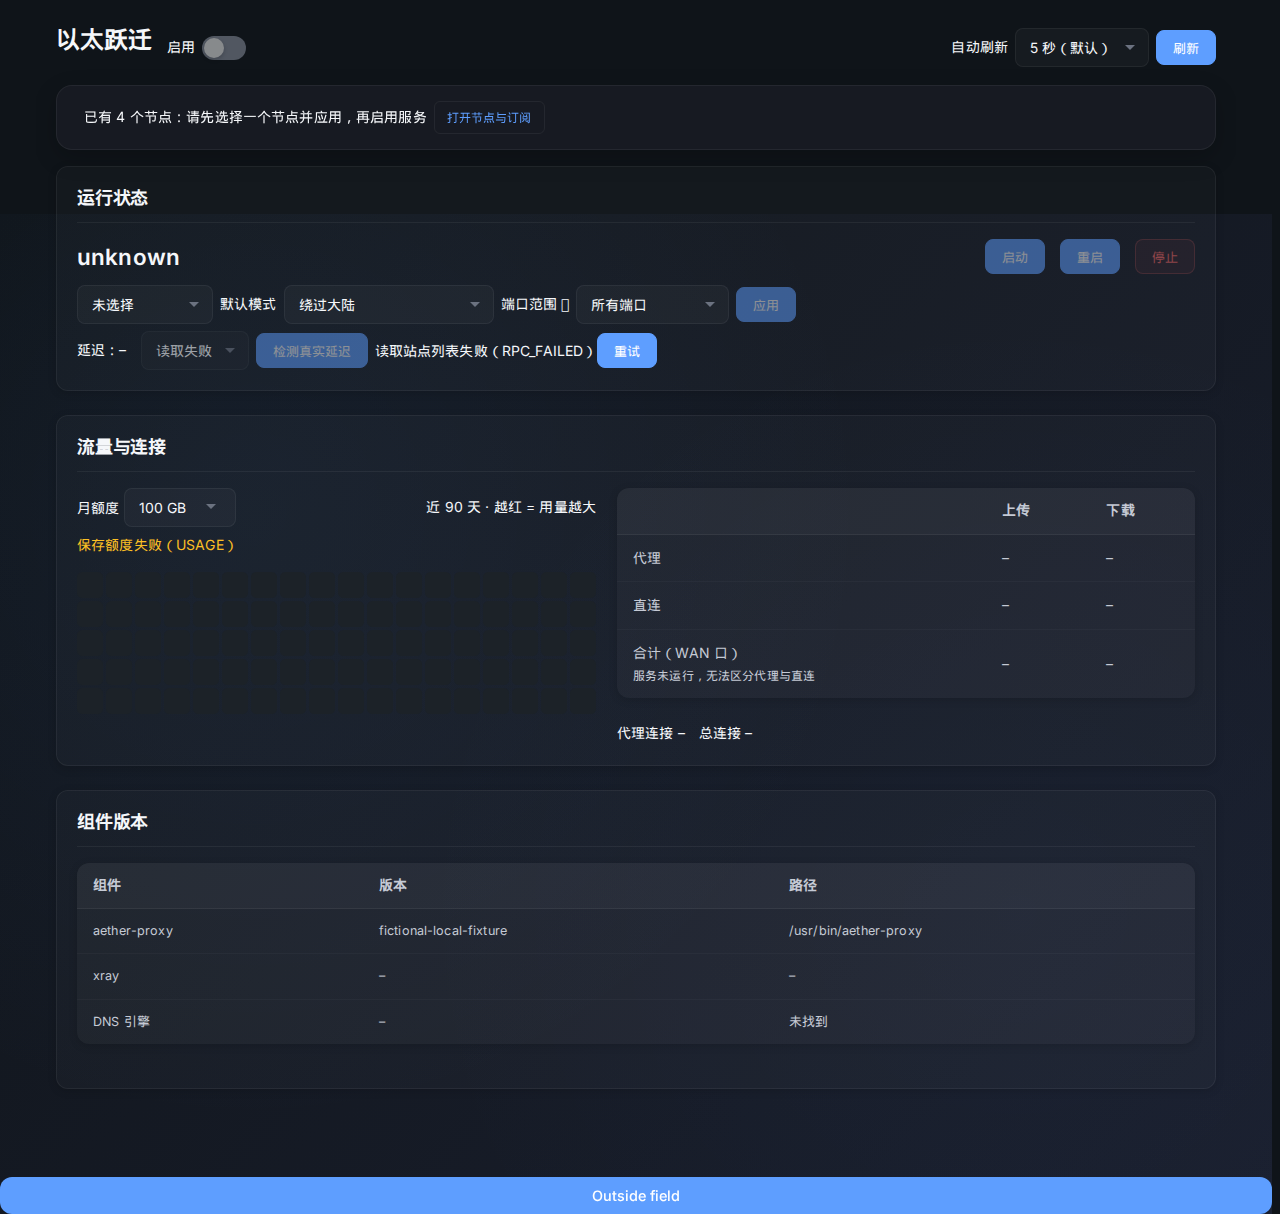 以太跃迁 启用 自动刷新 5 秒（默认） 刷新
已有 4 个节点：请先选择一个节点并应用，再启用服务 打开节点与订阅
运行状态
unknown 启动 重启 停止
未选择 默认模式 绕过大陆 端口范围 所有端口 应用
延迟：– 读取失败 检测真实延迟 读取站点列表失败（RPC_FAILED） 重试
流量与连接
月额度 100 GB 近 90 天 · 越红 = 用量越大
保存额度失败（USAGE）
上传 下载
代理 – –
直连 – –
合计（WAN 口） – –
服务未运行，无法区分代理与直连
代理连接 – 总连接 –
组件版本
组件 版本 路径
aether-proxy fictional-local-fixture /usr/bin/aether-proxy
xray – –
DNS 引擎 – 未找到
Outside field